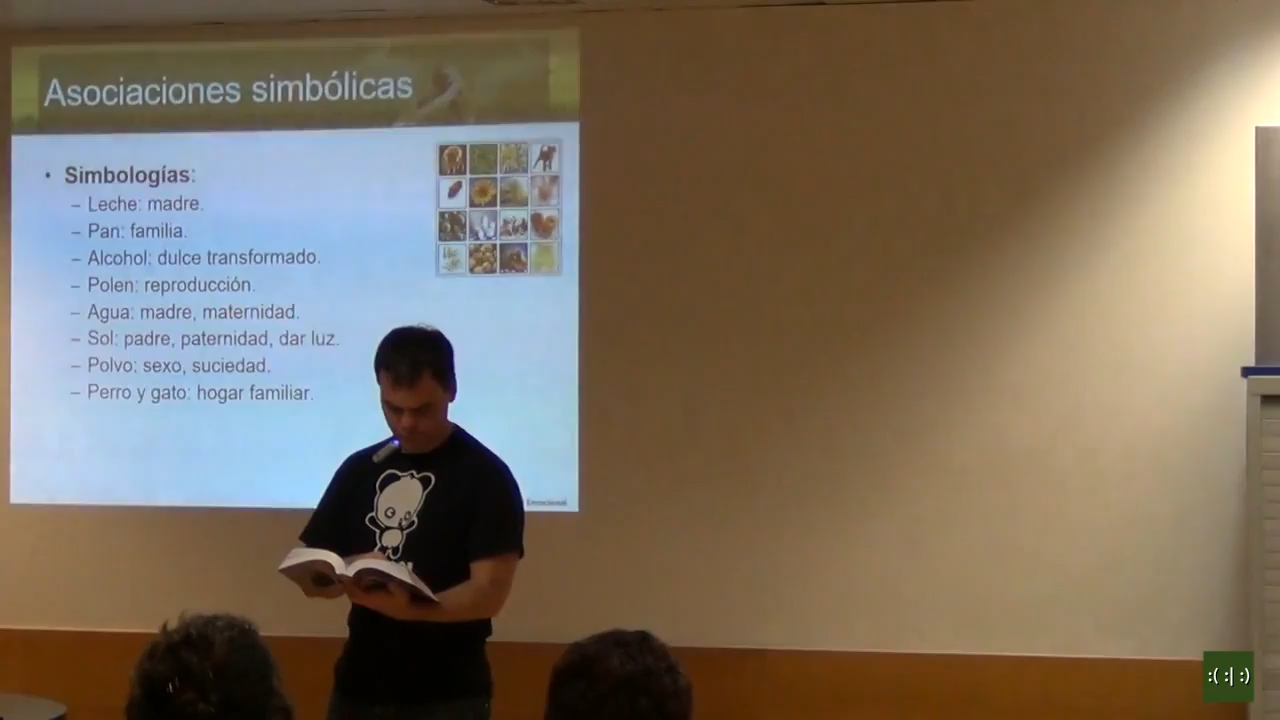 Asociaciones simbólicas
• Simbologías:
– Leche: madre.
– Pan: familia.
– Alcohol: dulce transformado.
– Polen: reproducción.
– Agua: madre, maternidad.
– Sol: padre, paternidad, dar luz.
– Polvo: sexo, suciedad.
– Perro y gato: hogar familiar.
:( :| :)